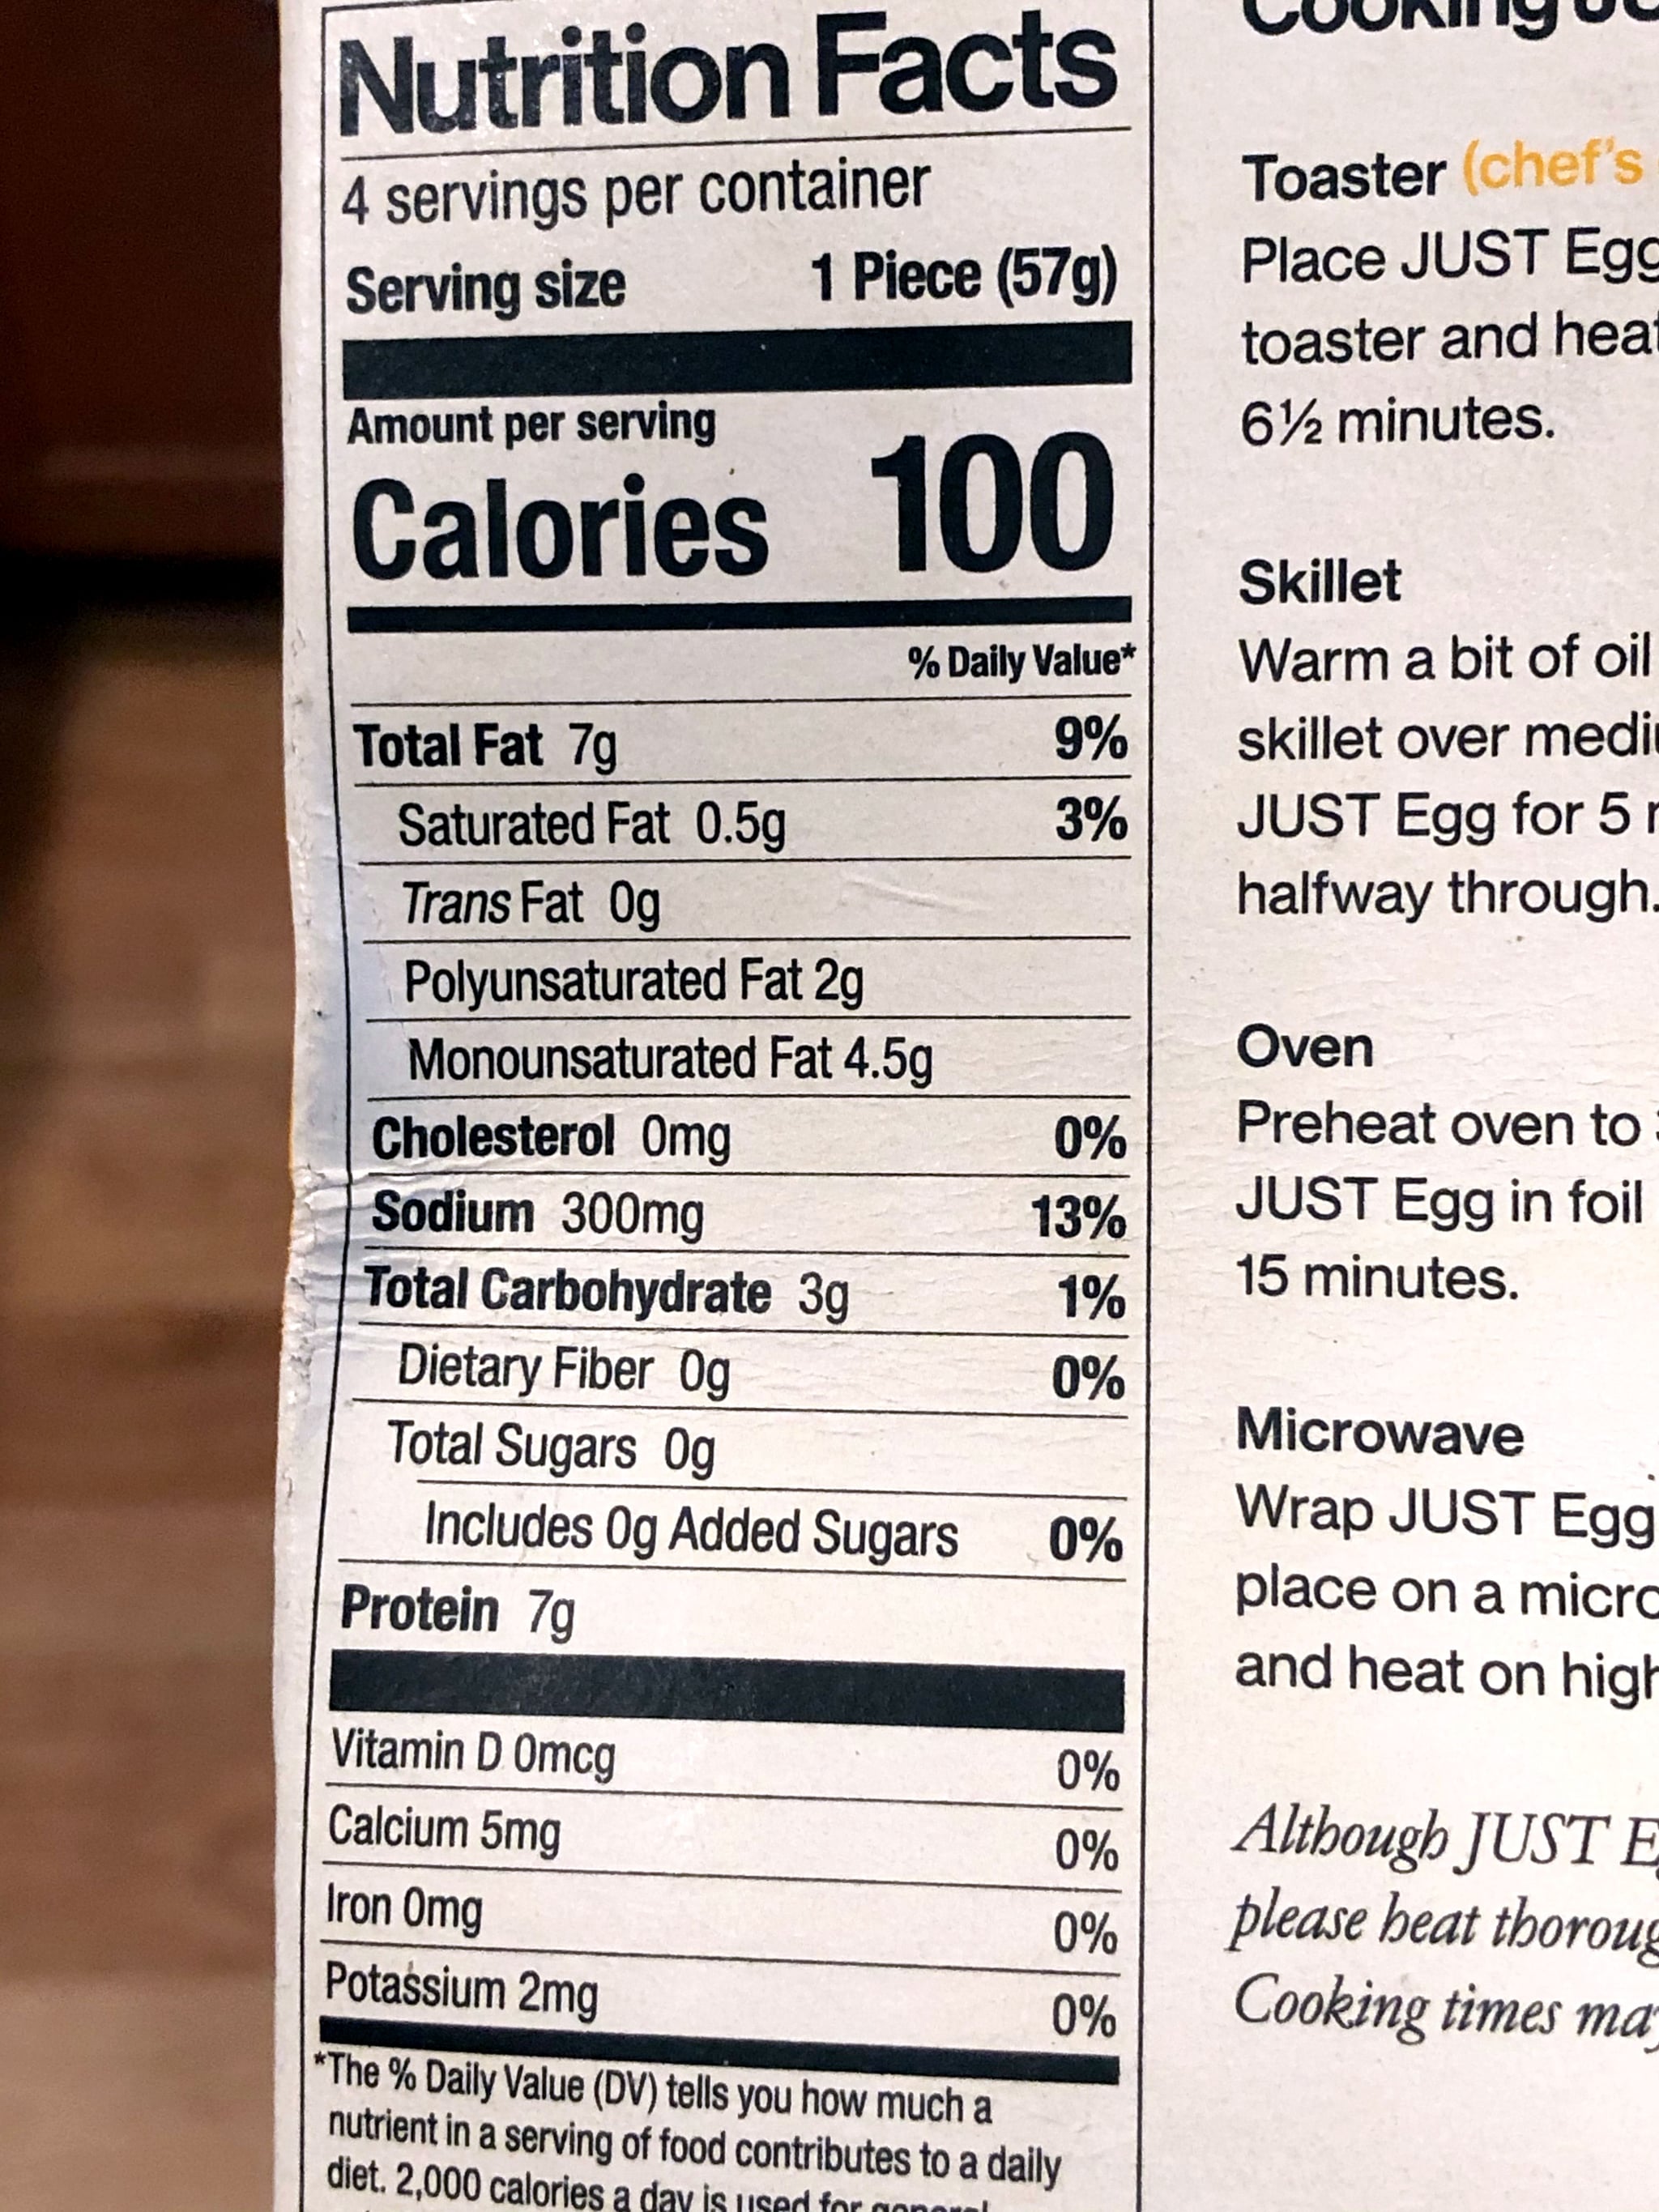 Nutrition Facts
4 servings per container
Serving size 1 Piece (57g)
Amount per serving
Calories 100
% Daily Value*
Total Fat 7g 9%
Saturated Fat 0.5g 3%
Trans Fat 0g
Polyunsaturated Fat 2g
Monounsaturated Fat 4.5g
Cholesterol 0mg 0%
Sodium 300mg 13%
Total Carbohydrate 3g 1%
Dietary Fiber 0g 0%
Total Sugars 0g
Includes 0g Added Sugars 0%
Protein 7g
Vitamin D 0mcg 0%
Calcium 5mg 0%
Iron 0mg 0%
Potassium 2mg 0%
*The % Daily Value (DV) tells you how much a
nutrient in a serving of food contributes to a daily
diet. 2,000 calories a day is used for general
Cooking
Toaster (chef's
Place JUST Egg
toaster and heat
6½ minutes.
Skillet
Warm a bit of oil
skillet over
JUST Egg for 5
halfway through.
Oven
Preheat oven to
JUST Egg in foil
15 minutes.
Microwave
Wrap JUST Egg
place on a
and heat on high
Although JUST
please heat
Cooking times